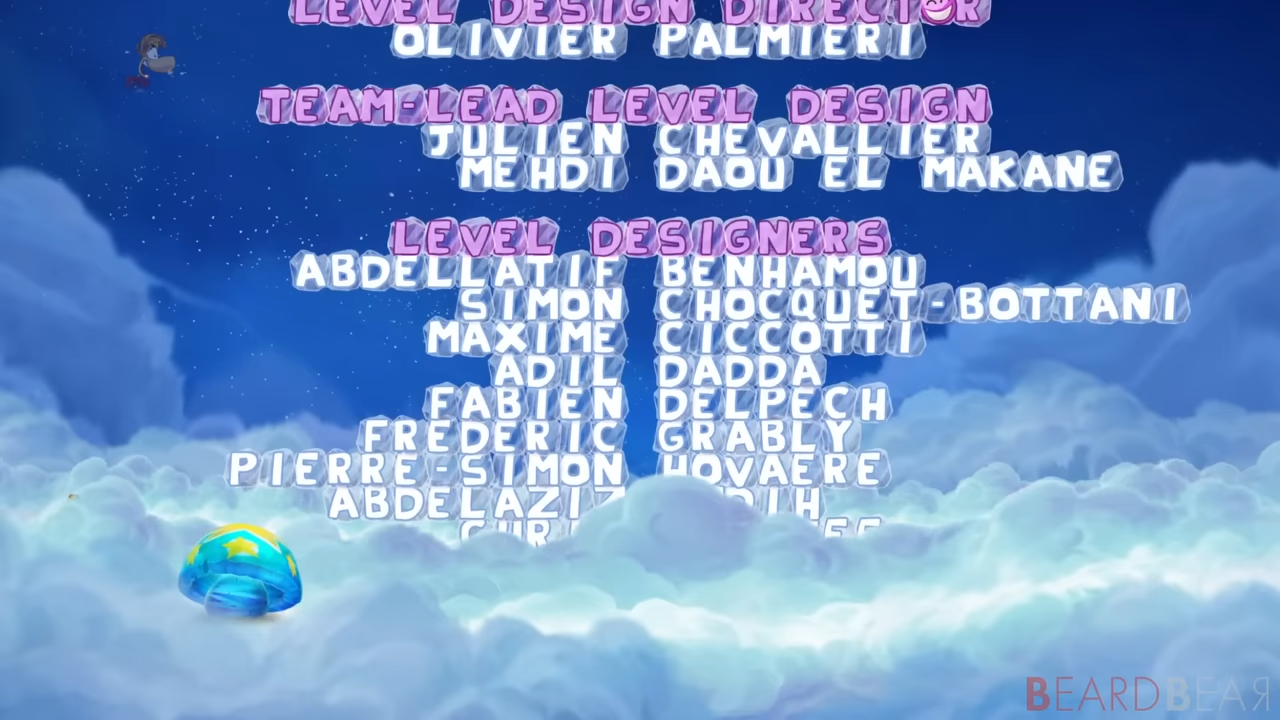 LEVEL DESIGN DIRECTOR
OLIVIER PALMIERI
TEAM-LEAD LEVEL DESIGN
JULIEN CHEVALLIER
MEHDI DAOU EL MAKANE
LEVEL DESIGNERS
ABDELLATIF BENHAMOU
SIMON CHOCQUET-BOTTANI
MAXIME CICCOTTI
ADIL DADDA
FABIEN DELPECH
FREDERIC GRABLY
PIERRE-SIMON HOVAERE
ABDELAZIZ
BEARDBEAR